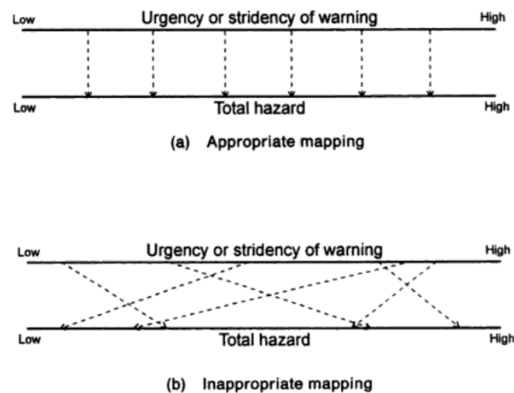 Low Urgency or stridency of warning High
Low Total hazard High
(a) Appropriate mapping
Low Urgency or stridency of warning High
Low Total hazard High
(b) Inappropriate mapping